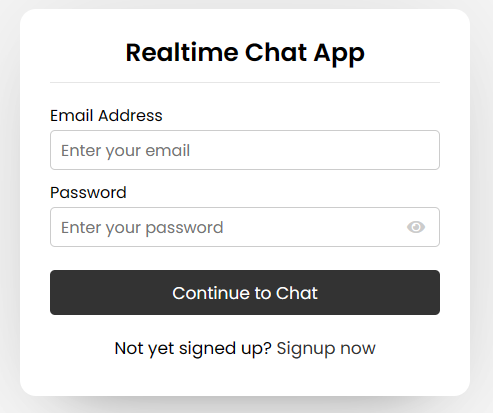 Realtime Chat App
Email Address
Enter your email
Password
Enter your password
Continue to Chat
Not yet signed up? Signup now